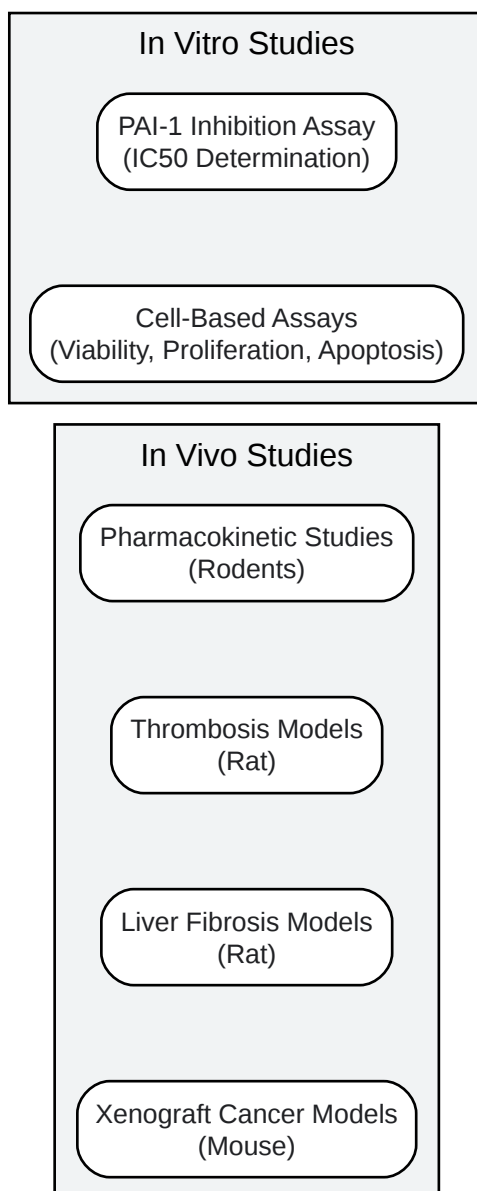 In Vitro Studies
PAI-1 Inhibition Assay
(IC50 Determination)
Cell-Based Assays
(Viability, Proliferation, Apoptosis)
In Vivo Studies
Pharmacokinetic Studies
(Rodents)
Thrombosis Models
(Rat)
Liver Fibrosis Models
(Rat)
Xenograft Cancer Models
(Mouse)